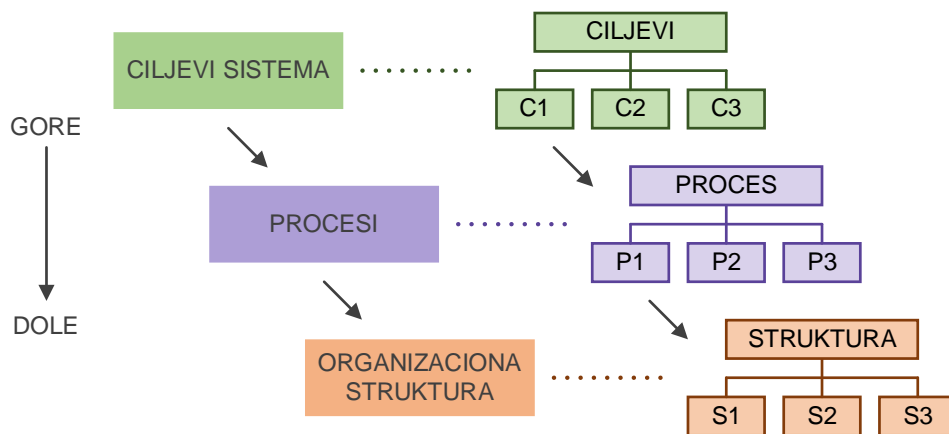 CILJEVI
CILJEVI SISTEMA
C1 C2 C3
GORE
PROCES
PROCESI
P1 P2 P3
DOLE
STRUKTURA
ORGANIZACIONA
STRUKTURA
S1 S2 S3